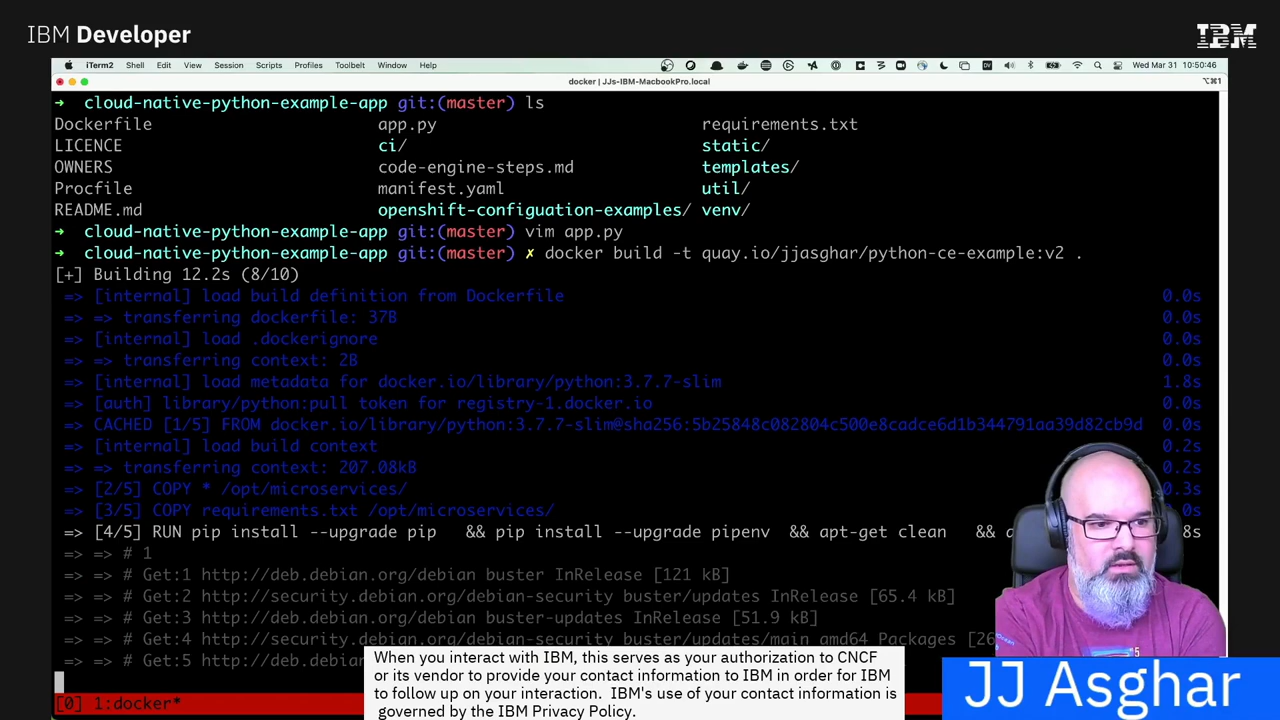 IBM Developer
IBM
iTerm2 Shell Edit View Session Scripts Profiles Toolbelt Window Help Wed Mar 31 10:50:46
docker | JJs-IBM-MacbookPro.local ⌥⌘1
→ cloud-native-python-example-app git:(master) ls
Dockerfile app.py requirements.txt
LICENCE ci/ static/
OWNERS code-engine-steps.md templates/
Procfile manifest.yaml util/
README.md openshift-configuation-examples/ venv/
→ cloud-native-python-example-app git:(master) vim app.py
→ cloud-native-python-example-app git:(master) ✗ docker build -t quay.io/jjasghar/python-ce-example:v2 .
[+] Building 12.2s (8/10)
=> [internal] load build definition from Dockerfile 0.0s
=> => transferring dockerfile: 37B 0.0s
=> [internal] load .dockerignore 0.0s
=> => transferring context: 2B 0.0s
=> [internal] load metadata for docker.io/library/python:3.7.7-slim 1.8s
=> [auth] library/python:pull token for registry-1.docker.io 0.0s
=> CACHED [1/5] FROM docker.io/library/python:3.7.7-slim@sha256:5b25848c082804c500e8cadce6d1b344791aa39d82cb9d 0.0s
=> [internal] load build context 0.2s
=> => transferring context: 207.08kB 0.2s
=> [2/5] COPY * /opt/microservices/ 0.3s
=> [3/5] COPY requirements.txt /opt/microservices/ 0s
=> [4/5] RUN pip install --upgrade pip && pip install --upgrade pipenv && apt-get clean && a 8s
=> => # 1
=> => # Get:1 http://deb.debian.org/debian buster InRelease [121 kB]
=> => # Get:2 http://security.debian.org/debian-security buster/updates InRelease [65.4 kB]
=> => # Get:3 http://deb.debian.org/debian buster-updates InRelease [51.9 kB]
=> => # Get:4 http://security.debian.org/debian-security buster/updates/main amd64 Packages [26
=> => # Get:5 http://deb.debian
[0] 1:docker*
When you interact with IBM, this serves as your authorization to CNCF
or its vendor to provide your contact information to IBM in order for IBM
to follow up on your interaction. IBM's use of your contact information is
governed by the IBM Privacy Policy.
JJ Asghar